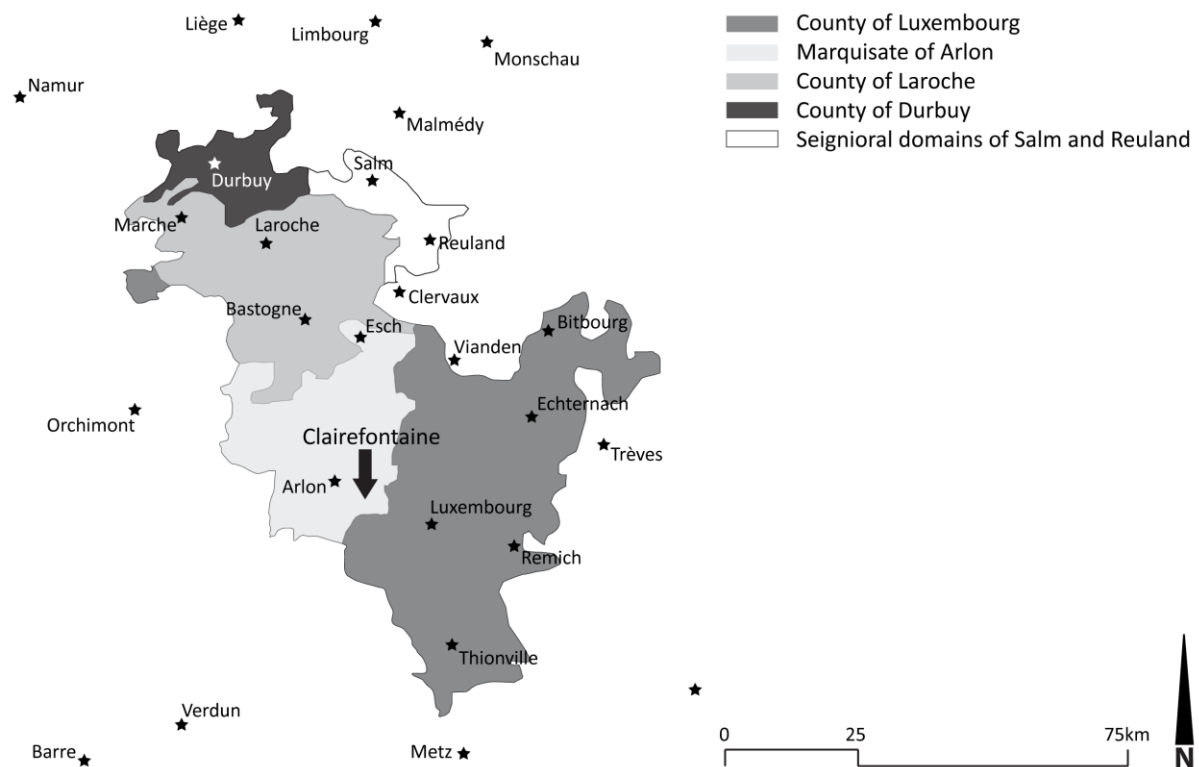 Liège
Limbourg
Monschau
Namur
Malmédy
Salm
Durbuy
Marche
Laroche
Reuland
Clervaux
Bastogne
Esch
Bitbourg
Vianden
Orchimont
Echternach
Clairefontaine
Trèves
Arlon
Luxembourg
Remich
Thionville
Verdun
Barre
Metz
County of Luxembourg
Marquisate of Arlon
County of Laroche
County of Durbuy
Seignioral domains of Salm and Reuland
0 25 75km
N